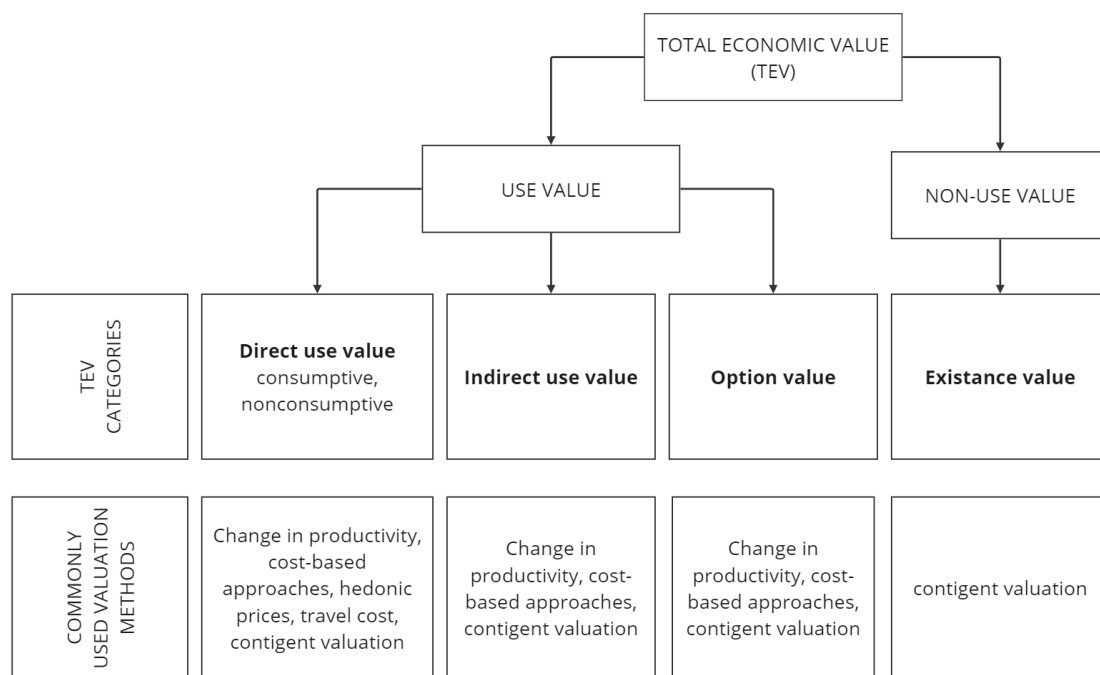 TOTAL ECONOMIC VALUE
(TEV)
USE VALUE
NON-USE VALUE
TEV
CATEGORIES
Direct use value
consumptive,
nonconsumptive
Indirect use value
Option value
Existance value
COMMONLY
USED VALUATION
METHODS
Change in productivity,
cost-based
approaches, hedonic
prices, travel cost,
contigent valuation
Change in
productivity, cost-
based approaches,
contigent valuation
Change in
productivity, cost-
based approaches,
contigent valuation
contigent valuation